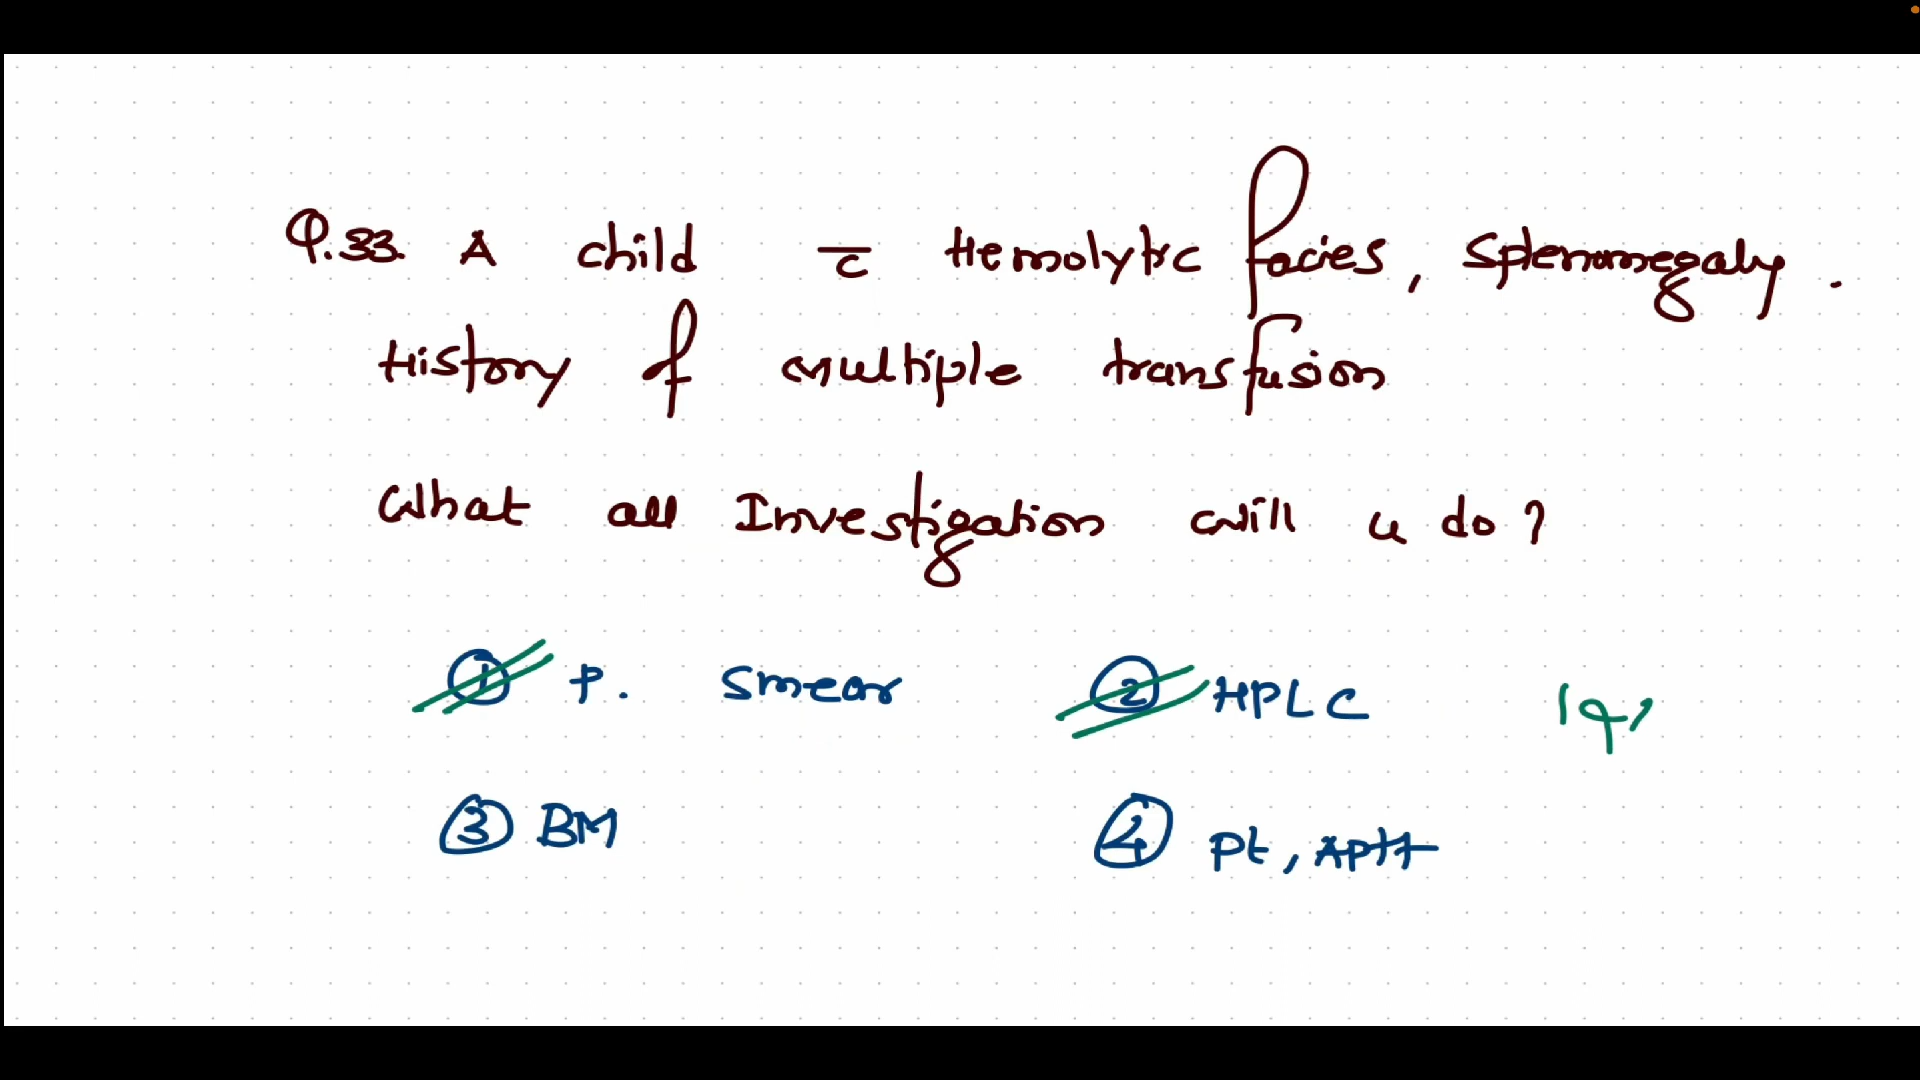 Q.33. A child c̅ Hemolytic facies, Splenomegaly.
History of multiple transfusion
What all Investigation will u do ?
① P. Smear ② HPLC
③ BM ④ Pt, APtt